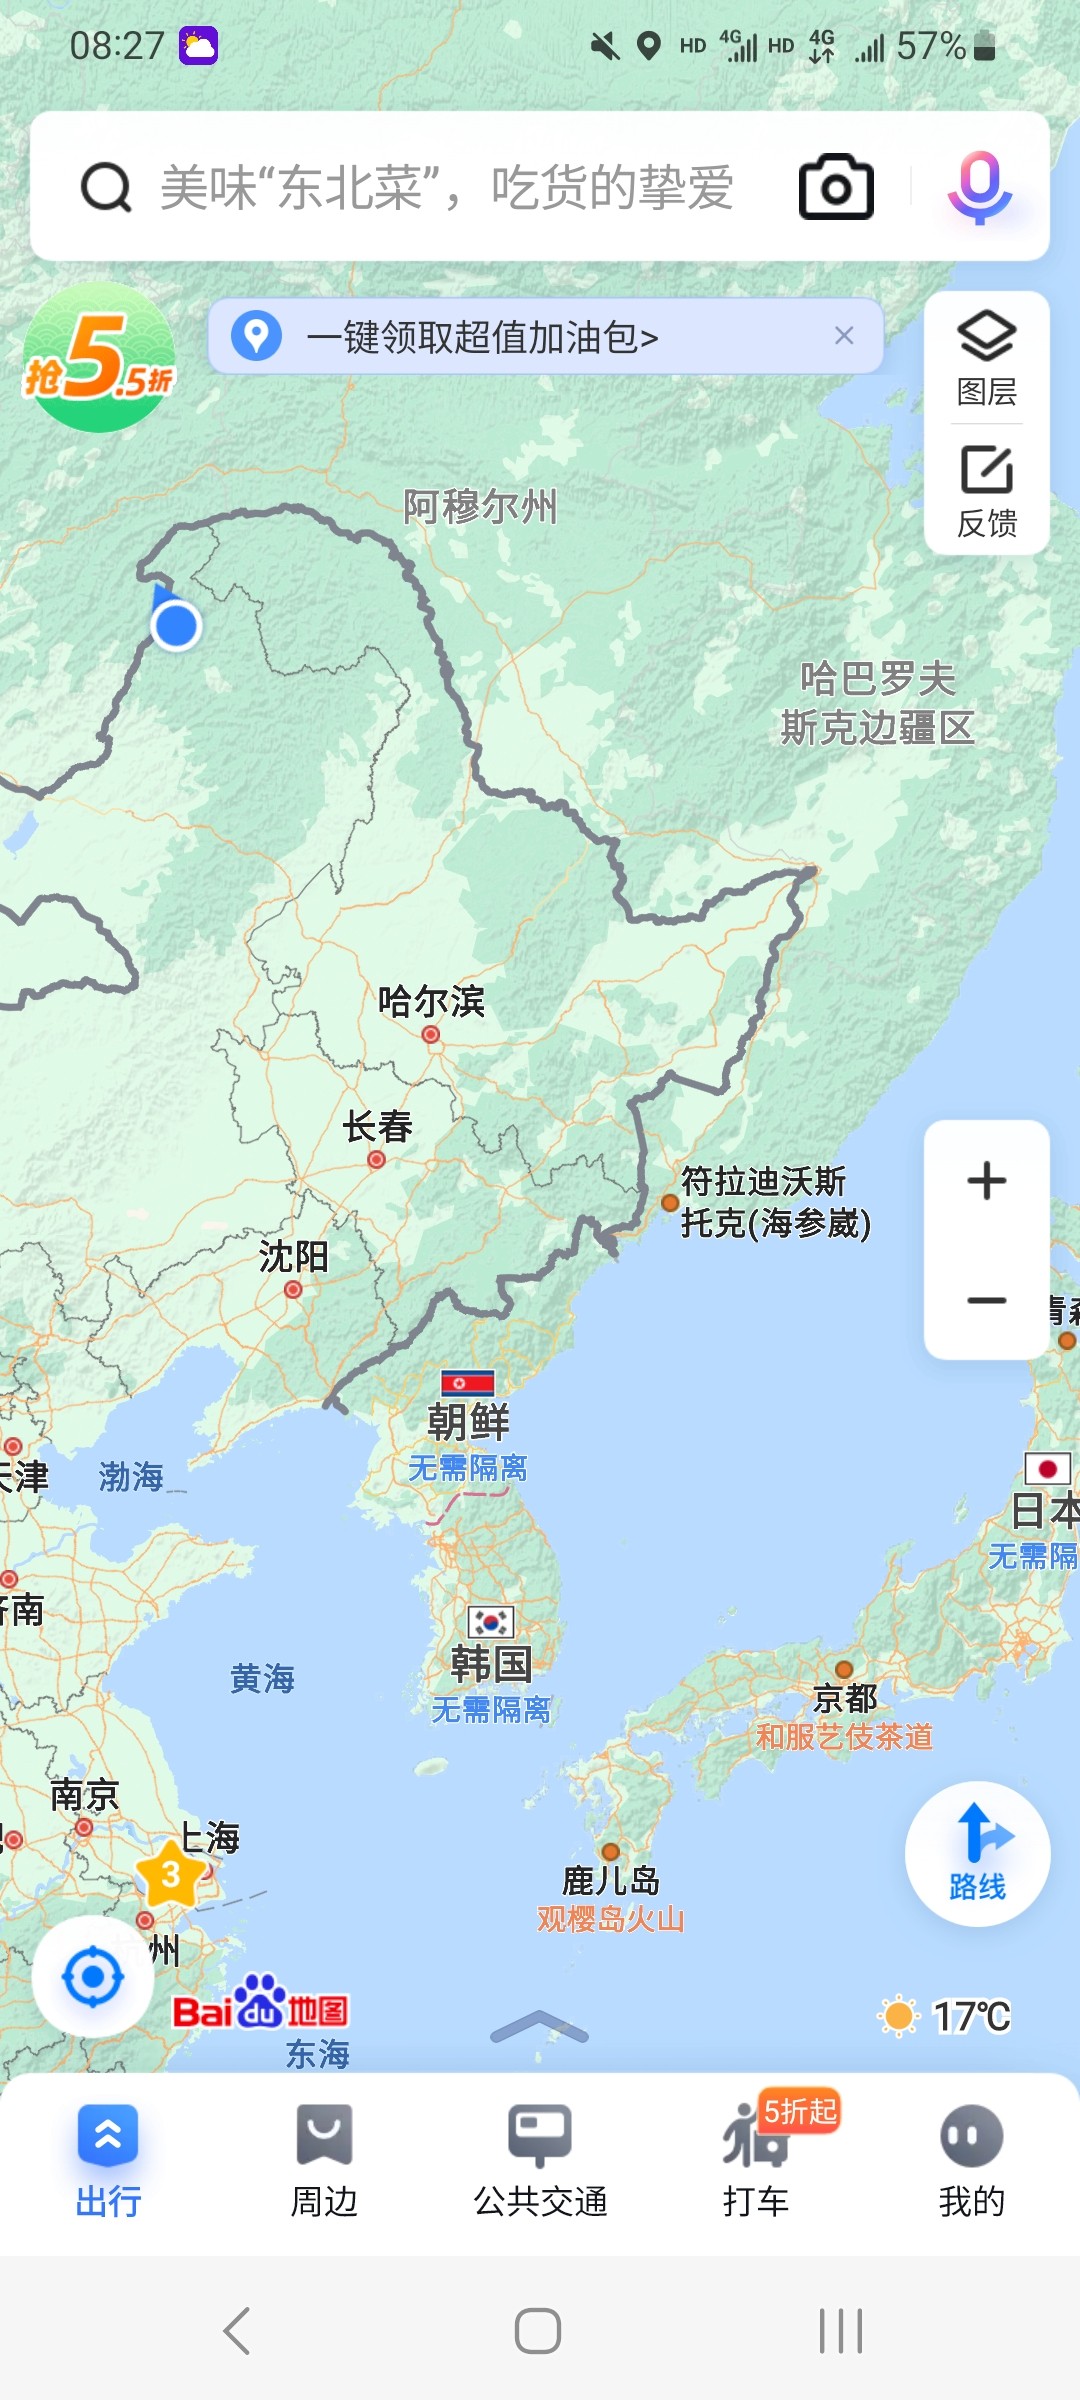 08:27
HD 4G HD 4G 57%
美味“东北菜”，吃货的挚爱
抢5.5折
一键领取超值加油包>
图层
反馈
阿穆尔州
哈巴罗夫
斯克边疆区
哈尔滨
长春
符拉迪沃斯
托克(海参崴)
沈阳
朝鲜
无需隔离
天津
渤海
日本
无需隔
济南
韩国
无需隔离
黄海
京都
和服艺伎茶道
南京
上海
3
路线
鹿儿岛
观樱岛火山
州
Bai du 地图
17℃
东海
出行
周边
公共交通
5折起
打车
我的